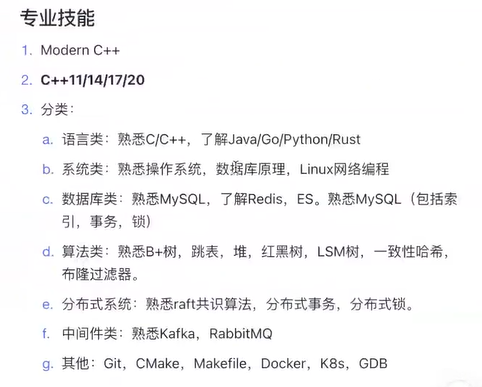 专业技能
1. Modern C++
2. C++11/14/17/20
3. 分类：
a. 语言类：熟悉C/C++，了解Java/Go/Python/Rust
b. 系统类：熟悉操作系统，数据库原理，Linux网络编程
c. 数据库类：熟悉MySQL，了解Redis，ES。熟悉MySQL（包括索
引，事务，锁）
d. 算法类：熟悉B+树，跳表，堆，红黑树，LSM树，一致性哈希，
布隆过滤器。
e. 分布式系统：熟悉raft共识算法，分布式事务，分布式锁。
f. 中间件类：熟悉Kafka，RabbitMQ
g. 其他：Git，CMake，Makefile，Docker，K8s，GDB